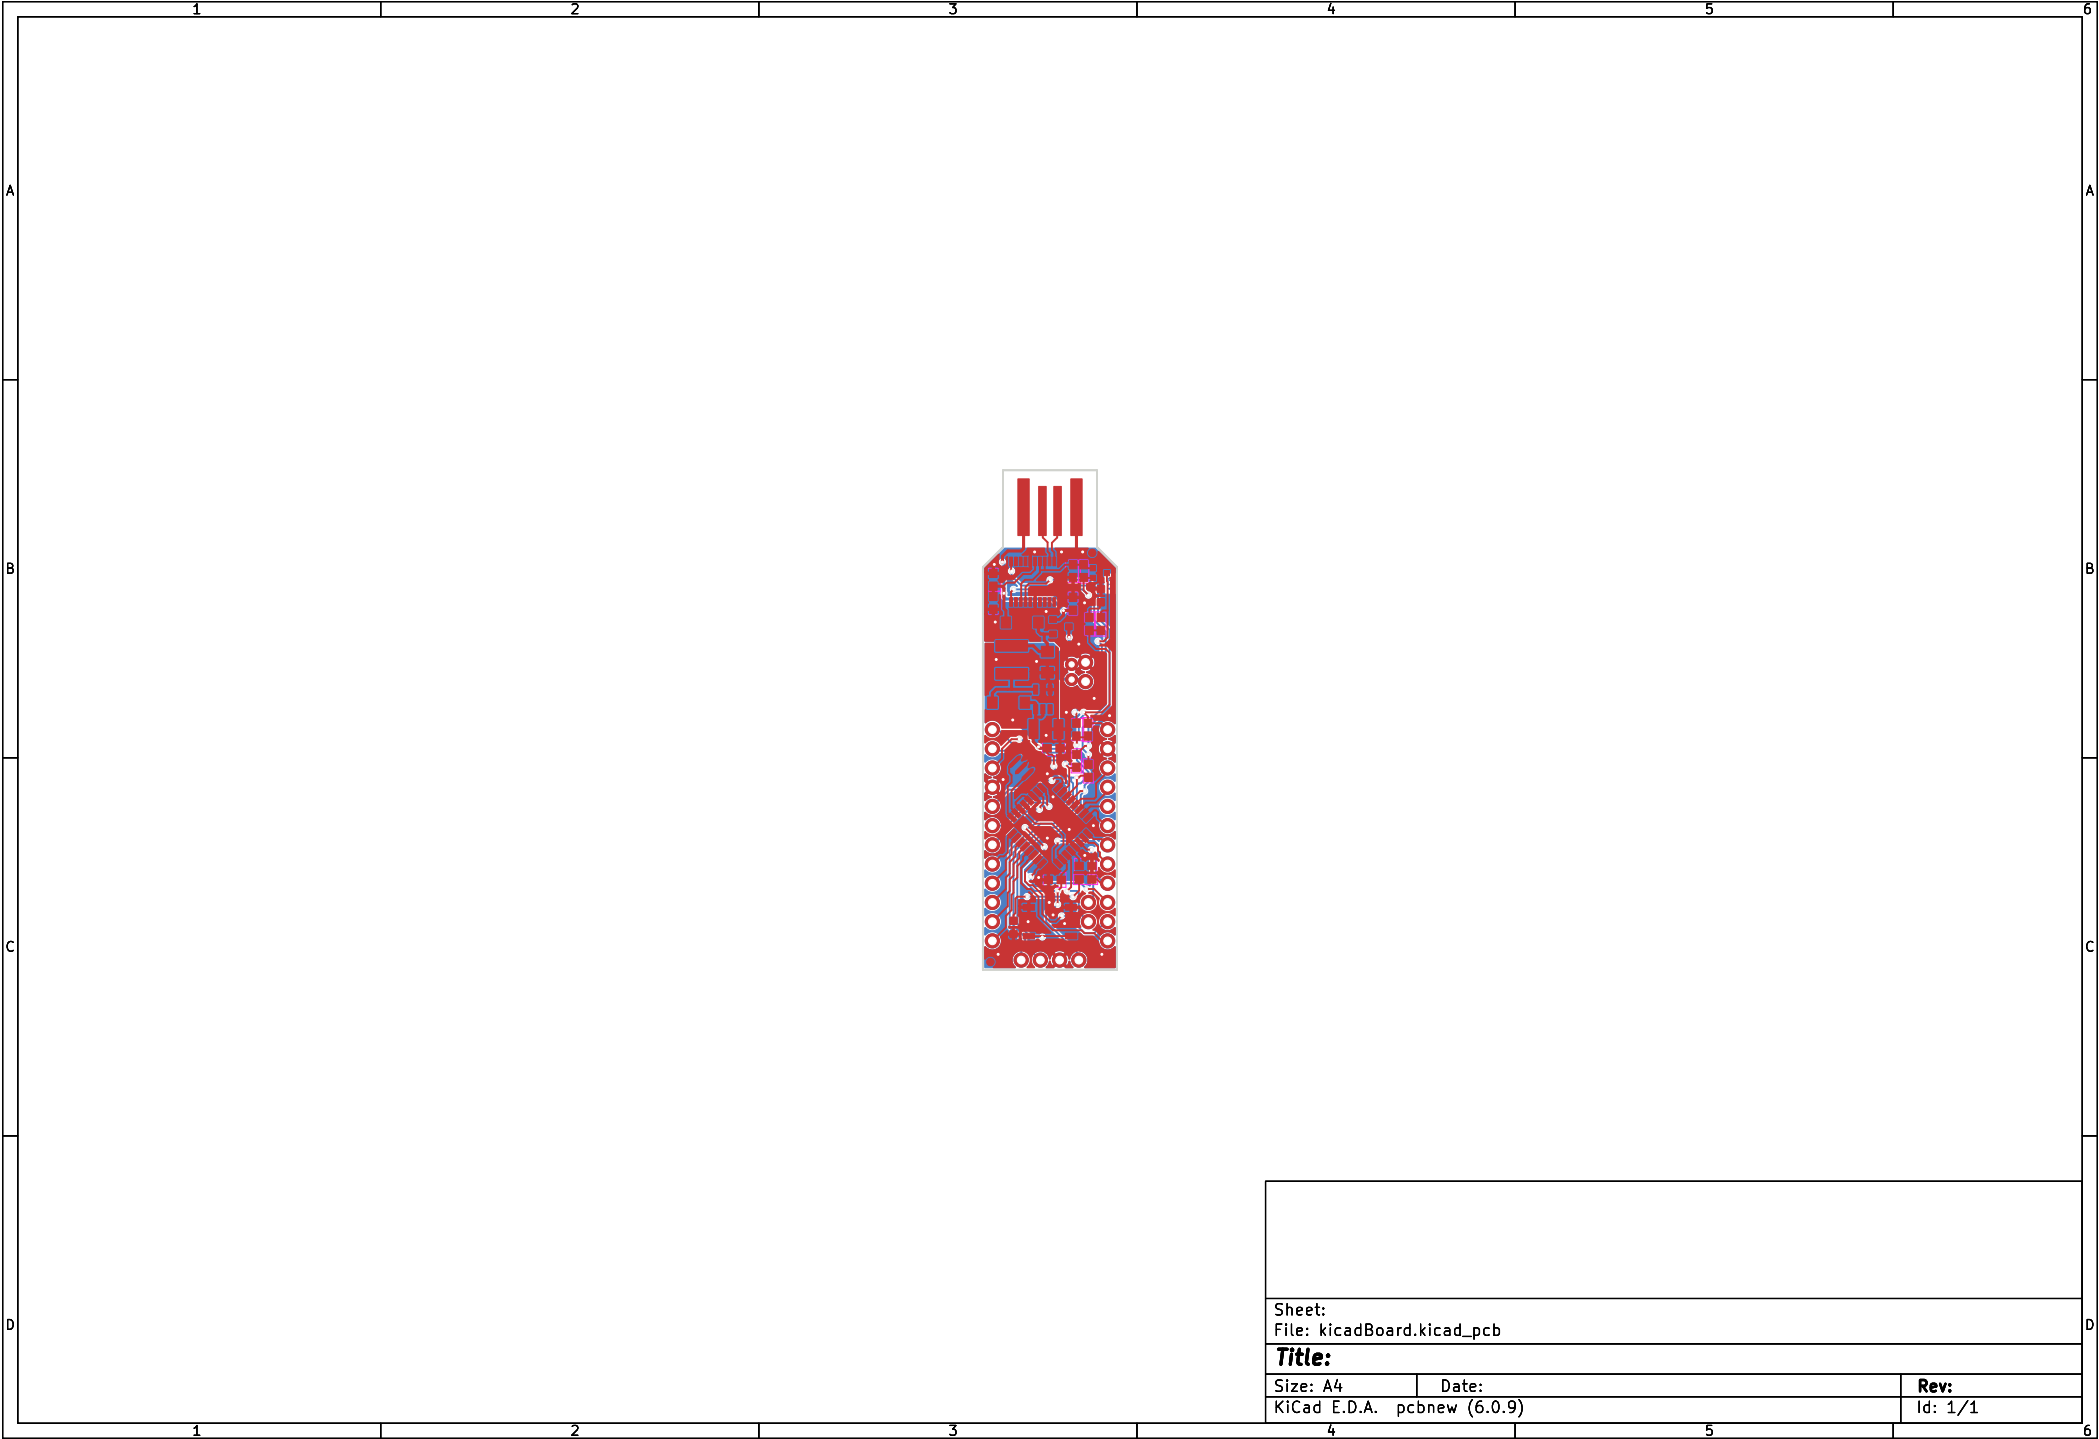 1 2 3 4 5 6
A A
B B
C C
D D
Sheet:
File: kicadBoard.kicad_pcb
Title:
Size: A4 Date: Rev:
KiCad E.D.A. pcbnew (6.0.9) Id: 1/1
1 2 3 4 5 6